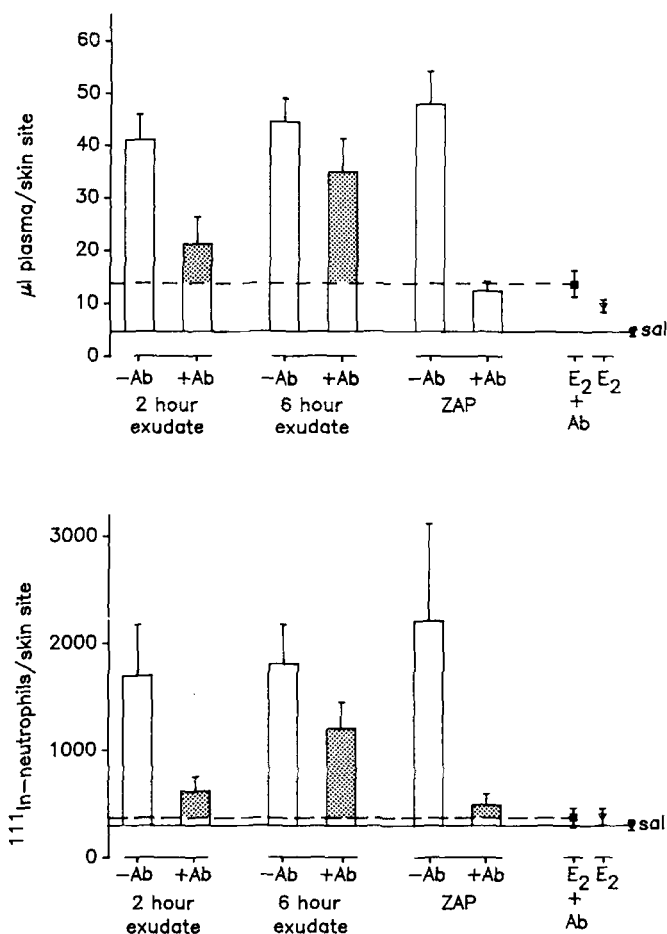 μl plasma/skin site
60
50
40
30
20
10
0
sal
−Ab +Ab −Ab +Ab −Ab +Ab E2 + Ab E2
2 hour exudate 6 hour exudate ZAP
111In−neutrophils/skin site
3000
2000
1000
0
sal
−Ab +Ab −Ab +Ab −Ab +Ab E2 + Ab E2
2 hour exudate 6 hour exudate ZAP